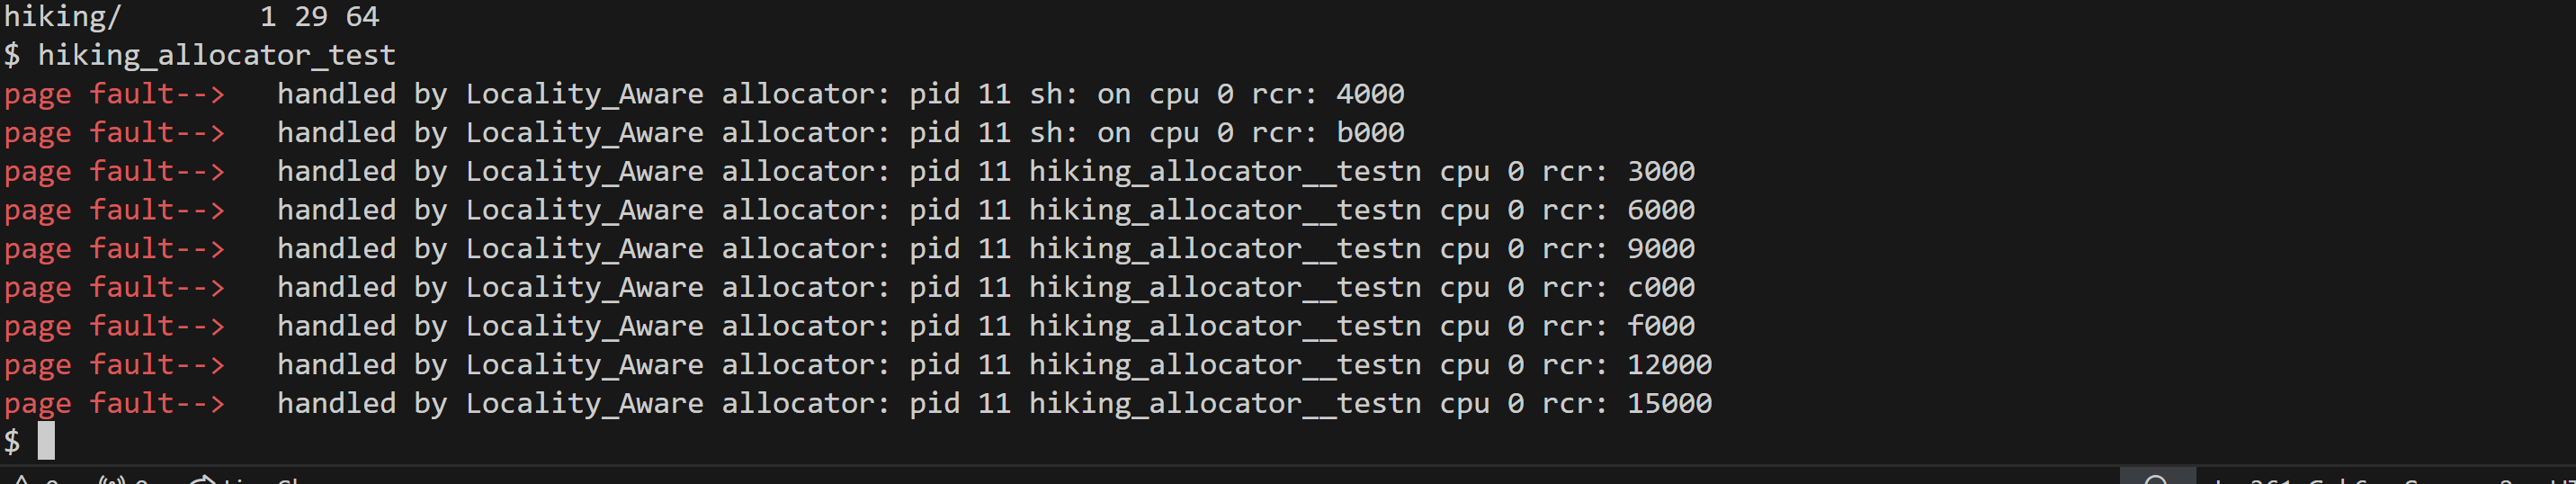 hiking/ 1 29 64
$ hiking_allocator_test
page fault--> handled by Locality_Aware allocator: pid 11 sh: on cpu 0 rcr: 4000
page fault--> handled by Locality_Aware allocator: pid 11 sh: on cpu 0 rcr: b000
page fault--> handled by Locality_Aware allocator: pid 11 hiking_allocator__testn cpu 0 rcr: 3000
page fault--> handled by Locality_Aware allocator: pid 11 hiking_allocator__testn cpu 0 rcr: 6000
page fault--> handled by Locality_Aware allocator: pid 11 hiking_allocator__testn cpu 0 rcr: 9000
page fault--> handled by Locality_Aware allocator: pid 11 hiking_allocator__testn cpu 0 rcr: c000
page fault--> handled by Locality_Aware allocator: pid 11 hiking_allocator__testn cpu 0 rcr: f000
page fault--> handled by Locality_Aware allocator: pid 11 hiking_allocator__testn cpu 0 rcr: 12000
page fault--> handled by Locality_Aware allocator: pid 11 hiking_allocator__testn cpu 0 rcr: 15000
$